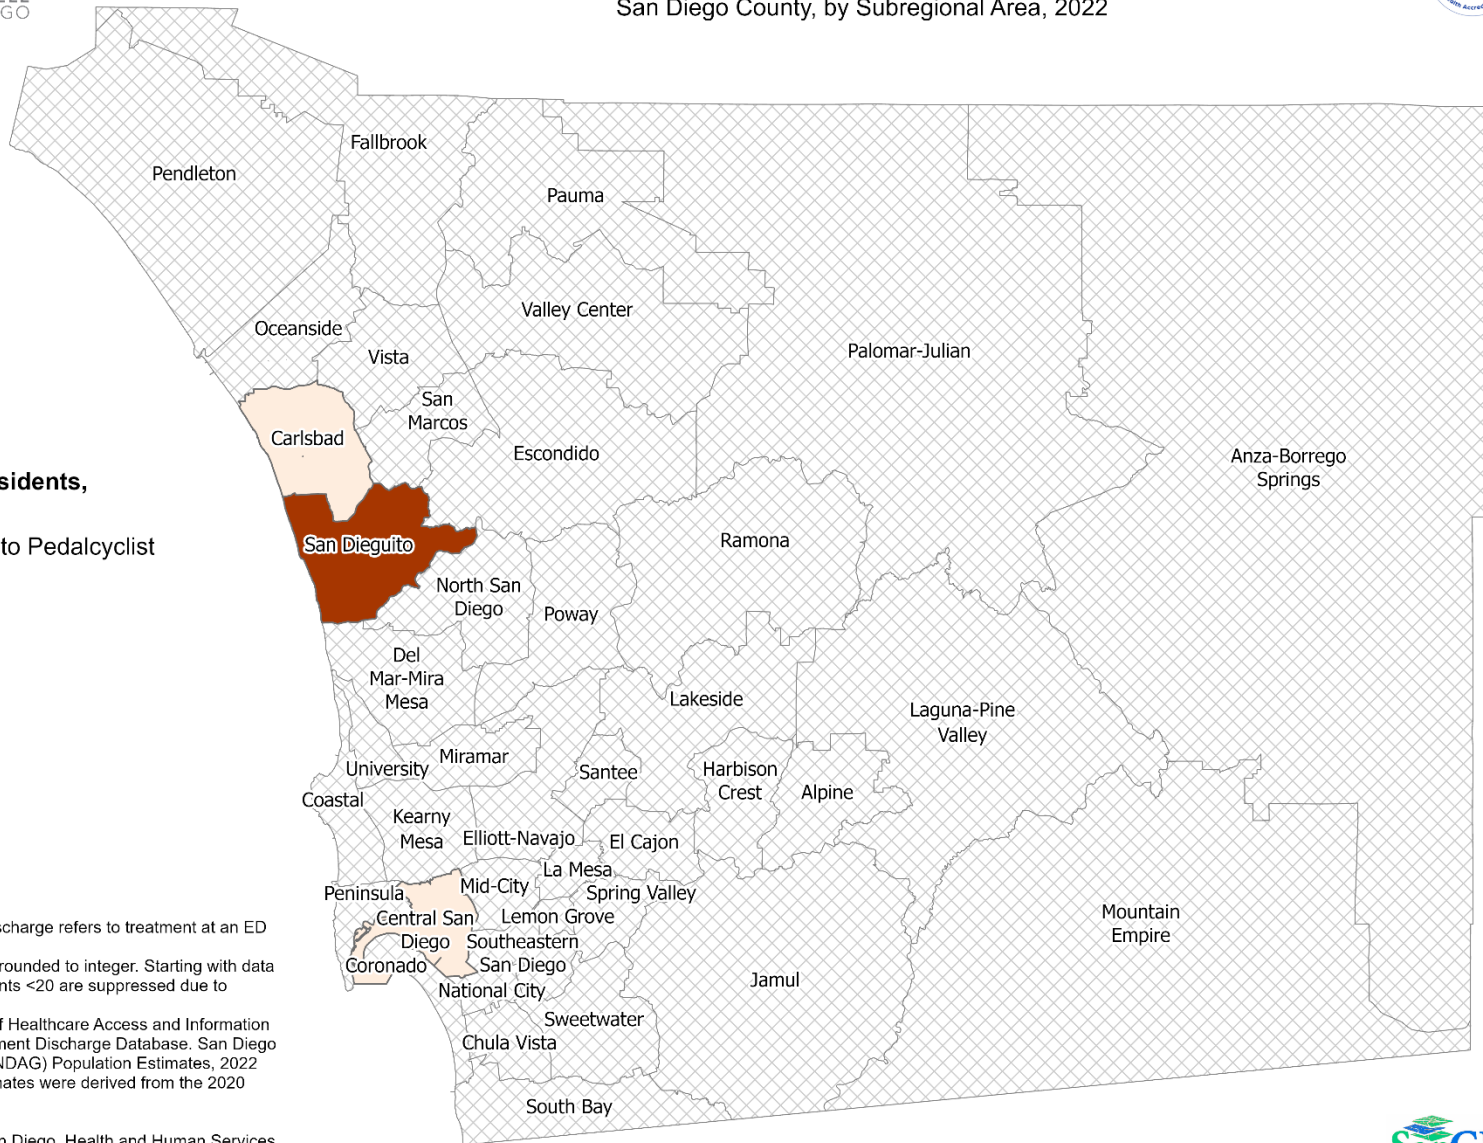 GO
San Diego County, by Subregional Area, 2022
Fallbrook
Pendleton
Pauma
Valley Center
Oceanside
Vista
Palomar-Julian
San
Marcos
Carlsbad
Escondido
Anza-Borrego
Springs
sidents,
to Pedalcyclist
San Dieguito
Ramona
North San
Diego
Poway
Del
Mar-Mira
Mesa
Lakeside
Laguna-Pine
Valley
Miramar
University
Santee
Harbison
Crest
Alpine
Coastal
Kearny
Mesa
Elliott-Navajo
El Cajon
La Mesa
Peninsula
Mid-City
Spring Valley
Central San
Diego
Lemon Grove
Mountain
Empire
Southeastern
San Diego
Coronado
Jamul
National City
Sweetwater
Chula Vista
South Bay
scharge refers to treatment at an ED
rounded to integer. Starting with data
nts <20 are suppressed due to
f Healthcare Access and Information
ment Discharge Database. San Diego
NDAG) Population Estimates, 2022
mates were derived from the 2020
n Diego, Health and Human Services